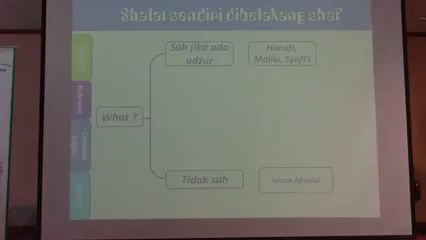 Shalat sendiri dibelakang shaf
Sah jika ada
udzur
Hanafi,
Maliki, Syafi'i
What ?
Tidak sah
Imam Ahmad